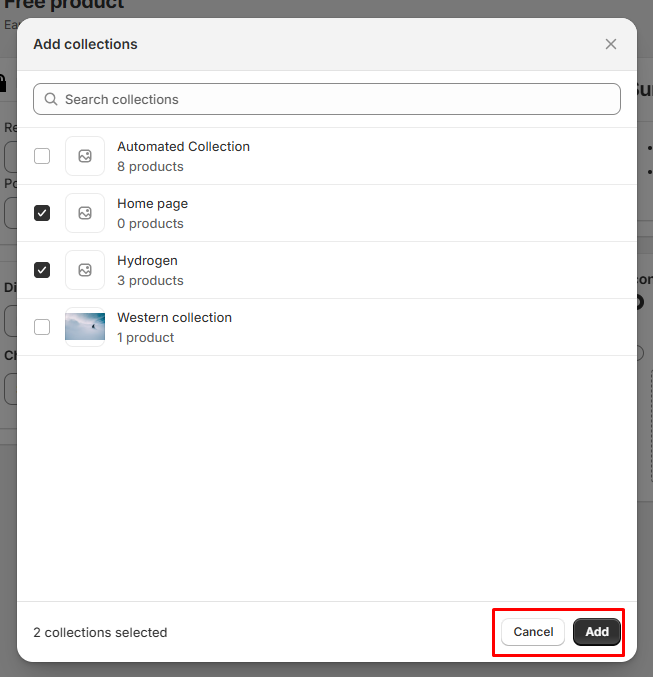 Free product
Add collections
Search collections
Automated Collection
8 products
Home page
0 products
Hydrogen
3 products
Western collection
1 product
2 collections selected
Cancel
Add